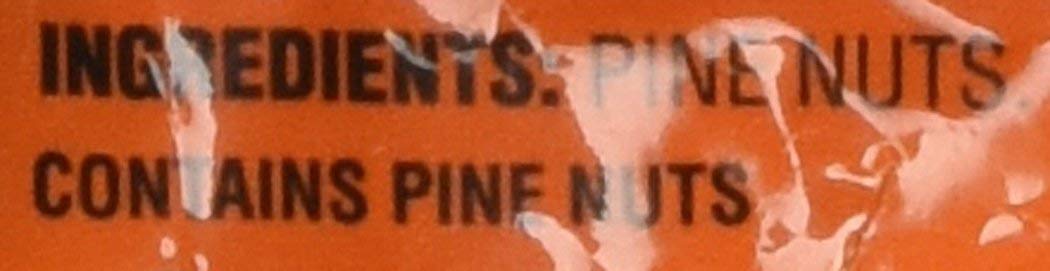 INGREDIENTS: PINE NUTS.
CONTAINS PINE NUTS